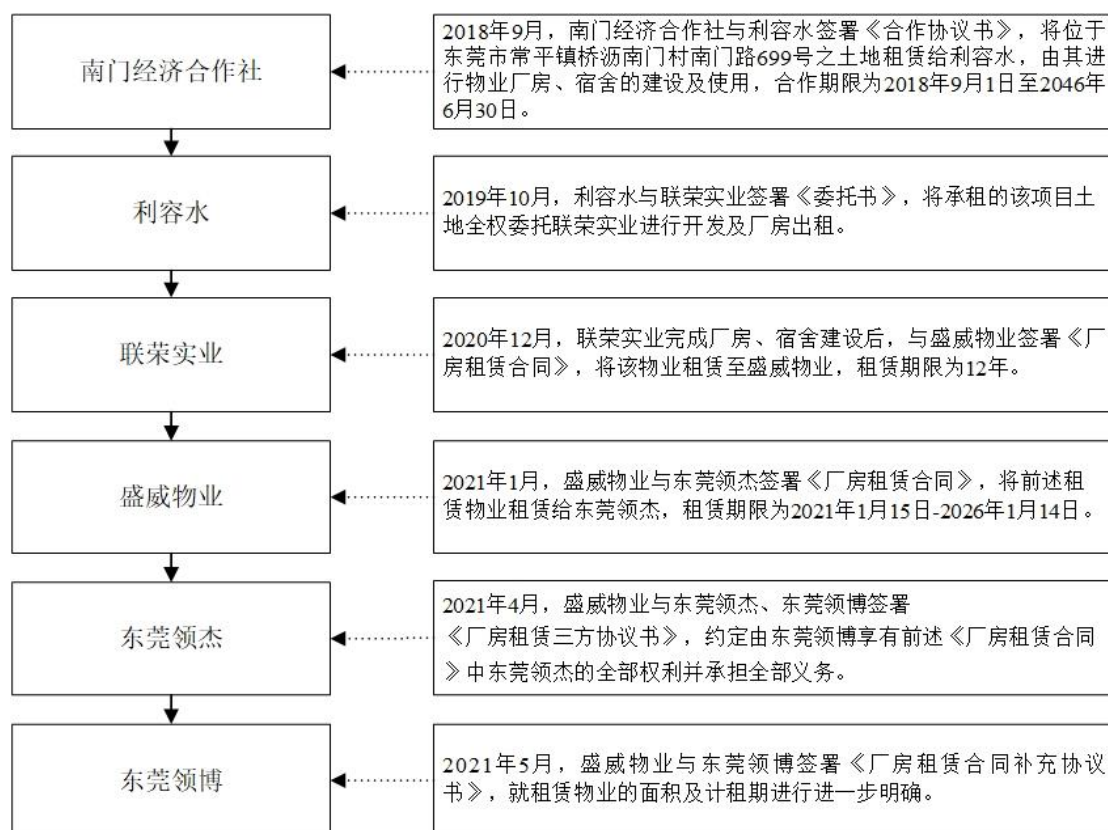 南门经济合作社
2018年9月，南门经济合作社与利容水签署《合作协议书》，将位于
东莞市常平镇桥沥南门村南门路699号之土地租赁给利容水，由其进
行物业厂房、宿舍的建设及使用，合作期限为2018年9月1日至2046年
6月30日。
利容水
2019年10月，利容水与联荣实业签署《委托书》，将承租的该项目土
地全权委托联荣实业进行开发及厂房出租。
联荣实业
2020年12月，联荣实业完成厂房、宿舍建设后，与盛威物业签署《厂
房租赁合同》，将该物业租赁至盛威物业，租赁期限为12年。
盛威物业
2021年1月，盛威物业与东莞领杰签署《厂房租赁合同》，将前述租
赁物业租赁给东莞领杰，租赁期限为2021年1月15日-2026年1月14日。
东莞领杰
2021年4月，盛威物业与东莞领杰、东莞领博签署
《厂房租赁三方协议书》，约定由东莞领博享有前述《厂房租赁合同
》中东莞领杰的全部权利并承担全部义务。
东莞领博
2021年5月，盛威物业与东莞领博签署《厂房租赁合同补充协议
书》，就租赁物业的面积及计租期进行进一步明确。